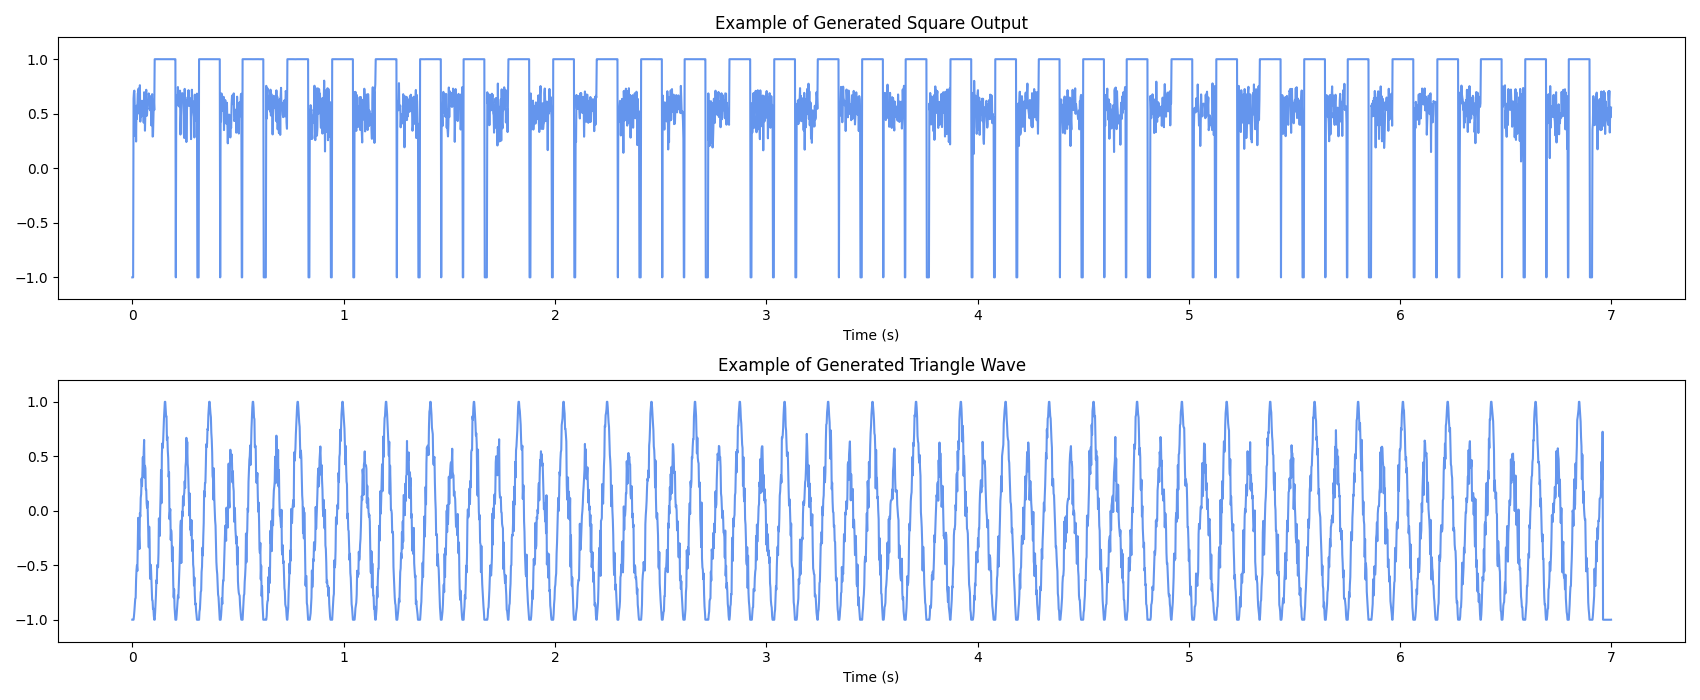 Example of Generated Square Output
1.0
0.5
0.0
−0.5
−1.0
0 1 2 3 4 5 6 7
Time (s)
Example of Generated Triangle Wave
1.0
0.5
0.0
−0.5
−1.0
0 1 2 3 4 5 6 7
Time (s)